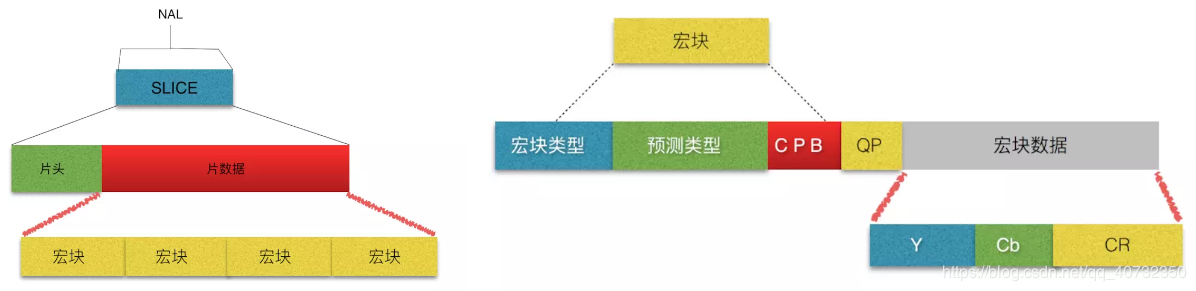 NAL
SLICE
片头
片数据
宏块 宏块 宏块 宏块
宏块
宏块类型 预测类型 C P B QP 宏块数据
Y Cb CR
https://blog.csdn.net/qq_40732350